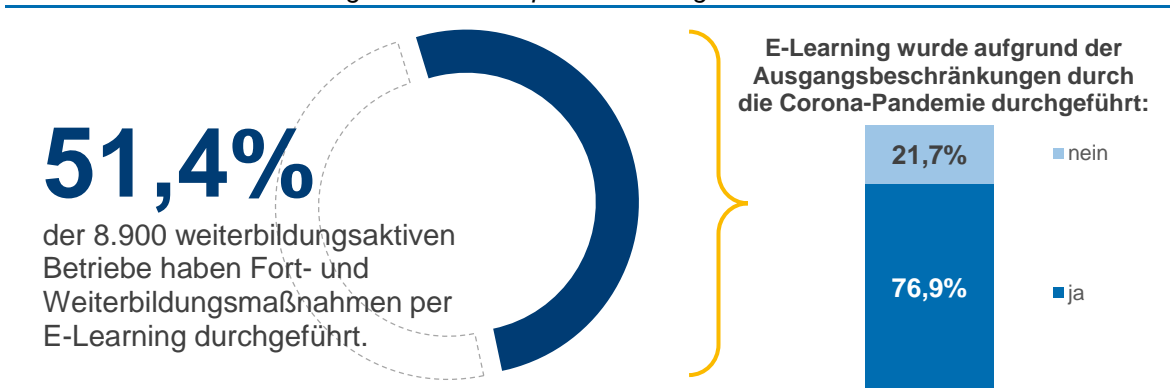 51,4%
der 8.900 weiterbildungsaktiven
Betriebe haben Fort- und
Weiterbildungsmaßnahmen per
E-Learning durchgeführt.
E-Learning wurde aufgrund der
Ausgangsbeschränkungen durch
die Corona-Pandemie durchgeführt:
21,7%
nein
76,9%
ja